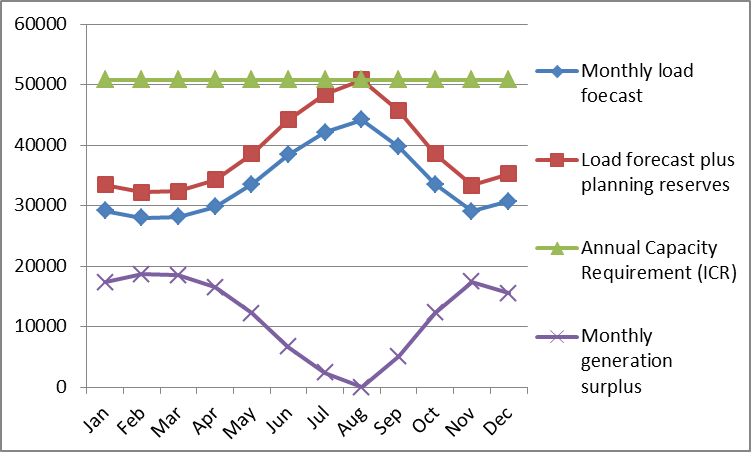 60000
50000
40000
30000
20000
10000
0
Jan
Feb
Mar
Apr
May
Jun
Jul
Aug
Sep
Oct
Nov
Dec
Monthly load
foecast
Load forecast plus
planning reserves
Annual Capacity
Requirement (ICR)
Monthly
generation
surplus